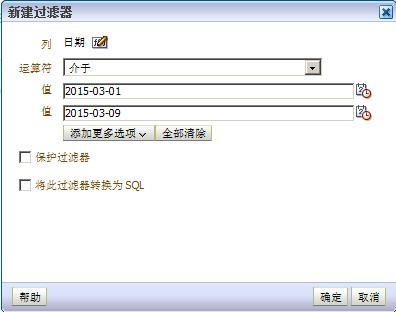 新建过滤器
列 日期
运算符 介于
值 2015-03-01
值 2015-03-09
添加更多选项 全部清除
保护过滤器
将此过滤器转换为 SQL
帮助 确定 取消